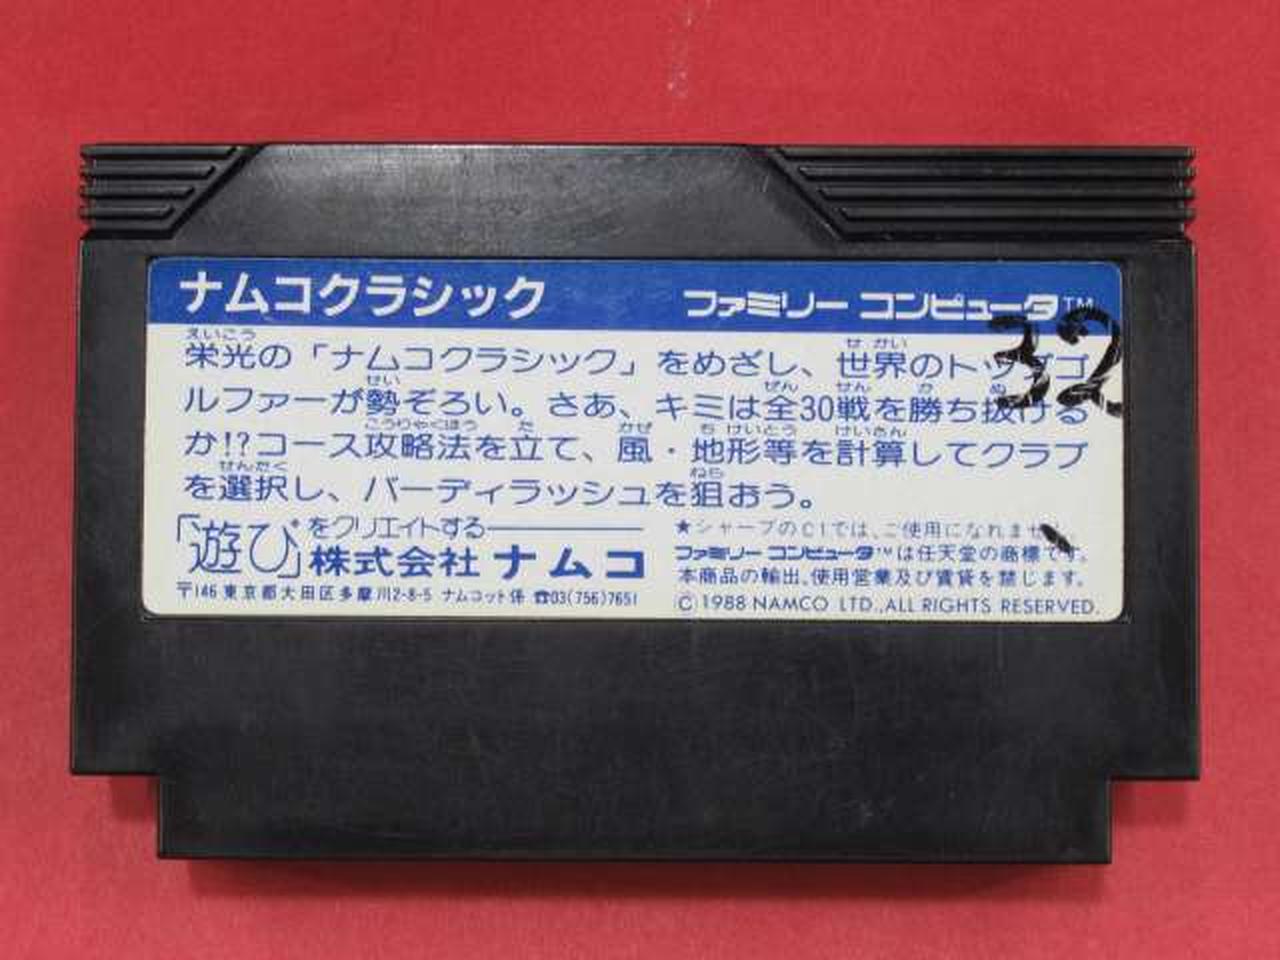 ナムコクラシック
ファミリー コンピュータ™
32
栄光の「ナムコクラシック」をめざし、世界のトップゴ
ルファーが勢ぞろい。さあ、キミは全30戦を勝ち抜ける
か!?コース攻略法を立て、風・地形等を計算してクラブ
を選択し、バーディラッシュを狙おう。
「遊び」をクリエイトする
株式会社 ナムコ
〒146 東京都大田区多摩川2-8-5 ナムコット係 ☎03(756)7651
★シャープのC1では、ご使用になれませ
ファミリー コンピュータ™は任天堂の商標です。
本商品の輸出、使用営業及び賃貸を禁じます。
© 1988 NAMCO LTD.,ALL RIGHTS RESERVED.